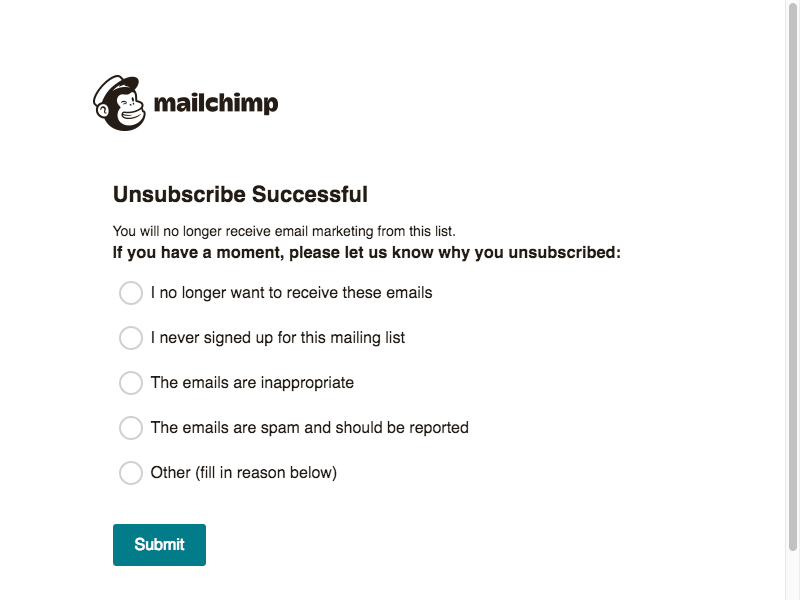 mailchimp
Unsubscribe Successful
You will no longer receive email marketing from this list.
If you have a moment, please let us know why you unsubscribed:
I no longer want to receive these emails
I never signed up for this mailing list
The emails are inappropriate
The emails are spam and should be reported
Other (fill in reason below)
Submit